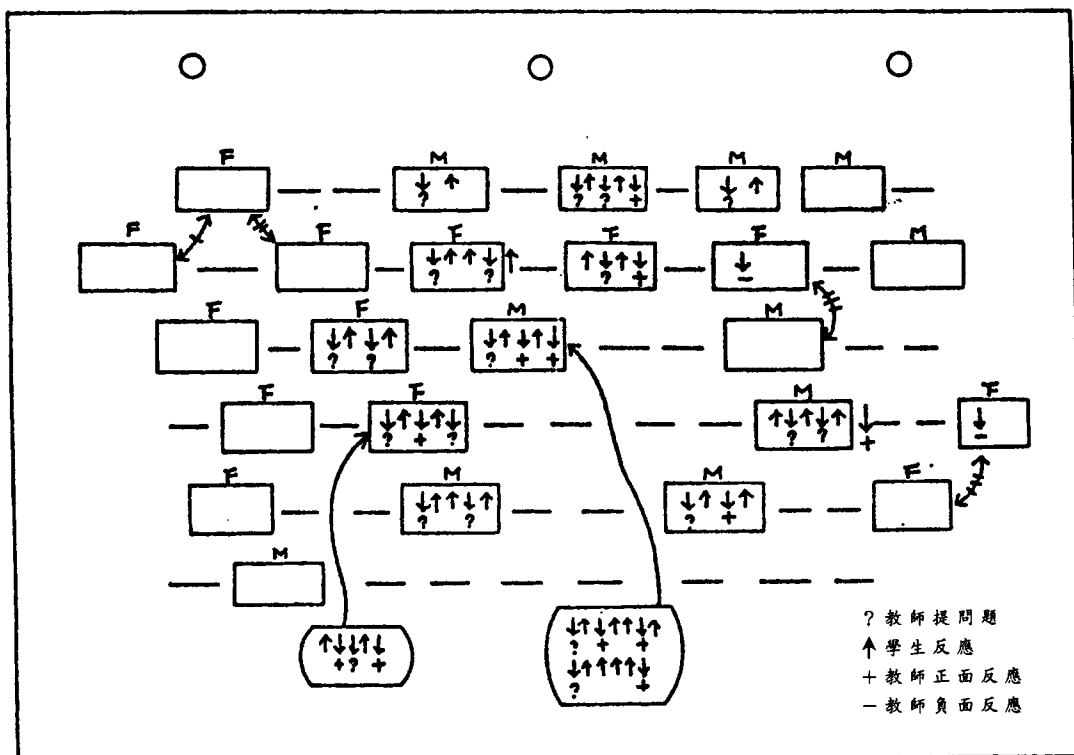 F M M M M
↓ ↑ ↓↑↓↑↓ ↓ ↑
? ? ? + ?
F F F F F M
↓↑↑↓↑ ↑↓↑↓ ↓
? ? ? + −
F F M M
↓↑↓↑ ↓↑↓↑↓
? ? ? + +
F F M F
↓↑↓↑↓ ↑↓↑↓↑↓ ↓
? + ? ? ? + −
F M M F
↓↑↑↓↑ ↓↑↓↑
? ? ? +
M
↑↓↓↑↓
+ ? +
↓↑↓↑↑↓↑
? + +
↓↑↑↑↑↓
? +
? 教師提問題
↑ 學生反應
+ 教師正面反應
− 教師負面反應